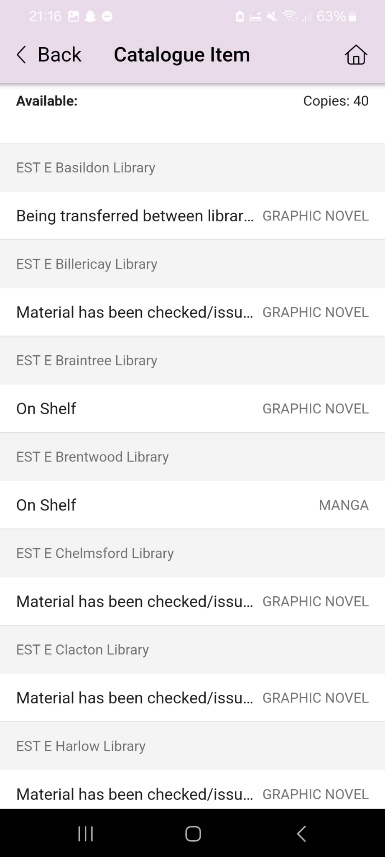 21:16 63%
Back Catalogue Item
Available: Copies: 40
EST E Basildon Library
Being transferred between librar... GRAPHIC NOVEL
EST E Billericay Library
Material has been checked/issu... GRAPHIC NOVEL
EST E Braintree Library
On Shelf GRAPHIC NOVEL
EST E Brentwood Library
On Shelf MANGA
EST E Chelmsford Library
Material has been checked/issu... GRAPHIC NOVEL
EST E Clacton Library
Material has been checked/issu... GRAPHIC NOVEL
EST E Harlow Library
Material has been checked/issu... GRAPHIC NOVEL